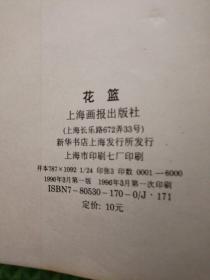 花 篮
上海画报出版社
(上海长乐路672弄33号)
新华书店上海发行所发行
上海市印刷七厂印刷
开本787×1092 1/24 印张3 印数 0001—6000
1996年3月第一版 1996年3月第一次印刷
ISBN7-80530-170-0/J·171
定价: 10元